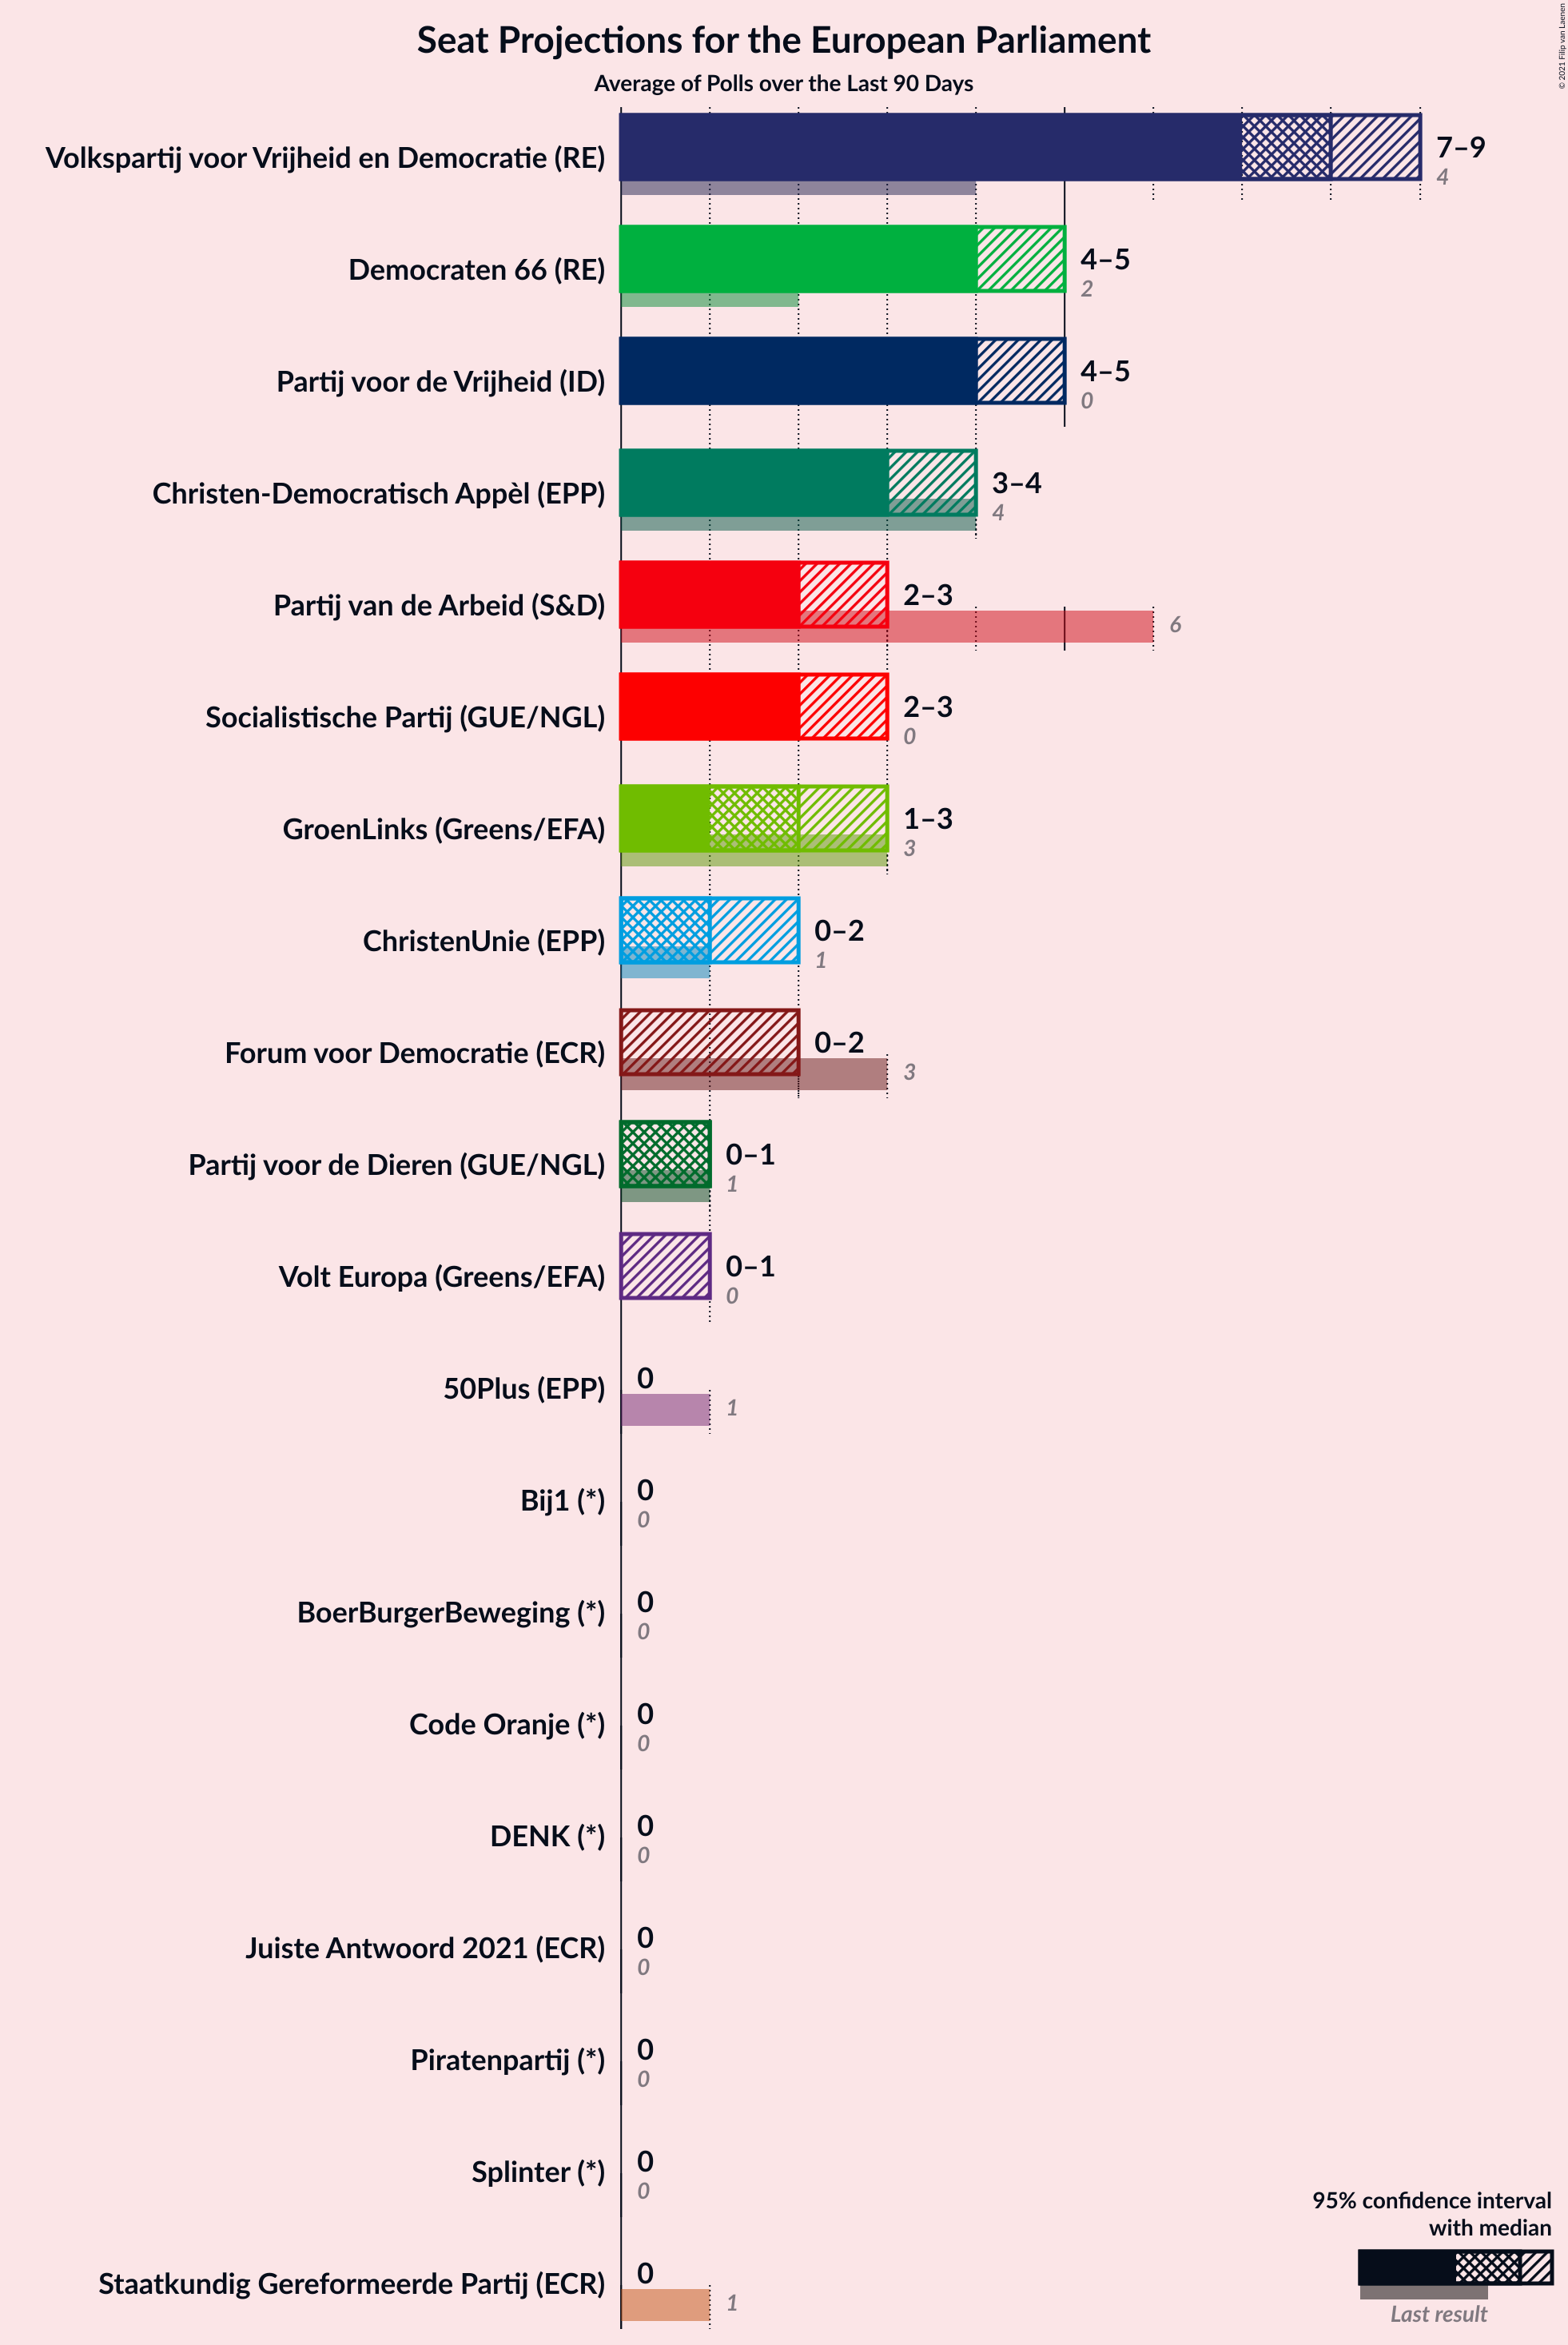 © 2021 Filip van Laenen
Seat Projections for the European Parliament
Average of Polls over the Last 90 Days
Volkspartij voor Vrijheid en Democratie (RE)
7–9
4
Democraten 66 (RE)
4–5
2
Partij voor de Vrijheid (ID)
4–5
0
Christen-Democratisch Appèl (EPP)
3–4
4
Partij van de Arbeid (S&D)
2–3
6
Socialistische Partij (GUE/NGL)
2–3
0
GroenLinks (Greens/EFA)
1–3
3
ChristenUnie (EPP)
0–2
1
Forum voor Democratie (ECR)
0–2
3
Partij voor de Dieren (GUE/NGL)
0–1
1
Volt Europa (Greens/EFA)
0–1
0
50Plus (EPP)
0
1
Bij1 (*)
0
0
BoerBurgerBeweging (*)
0
0
Code Oranje (*)
0
0
DENK (*)
0
0
Juiste Antwoord 2021 (ECR)
0
0
Piratenpartij (*)
0
0
Splinter (*)
0
0
Staatkundig Gereformeerde Partij (ECR)
0
1
95% confidence interval
with median
Last result